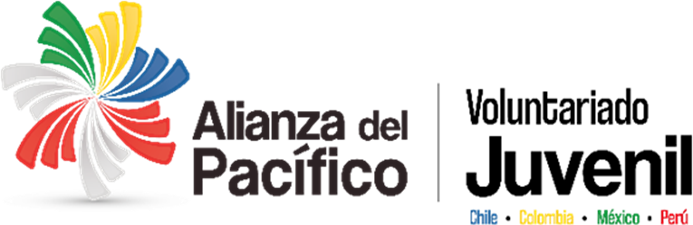 Alianza del
Pacífico
Voluntariado
Juvenil
Chile • Colombia • México • Perú